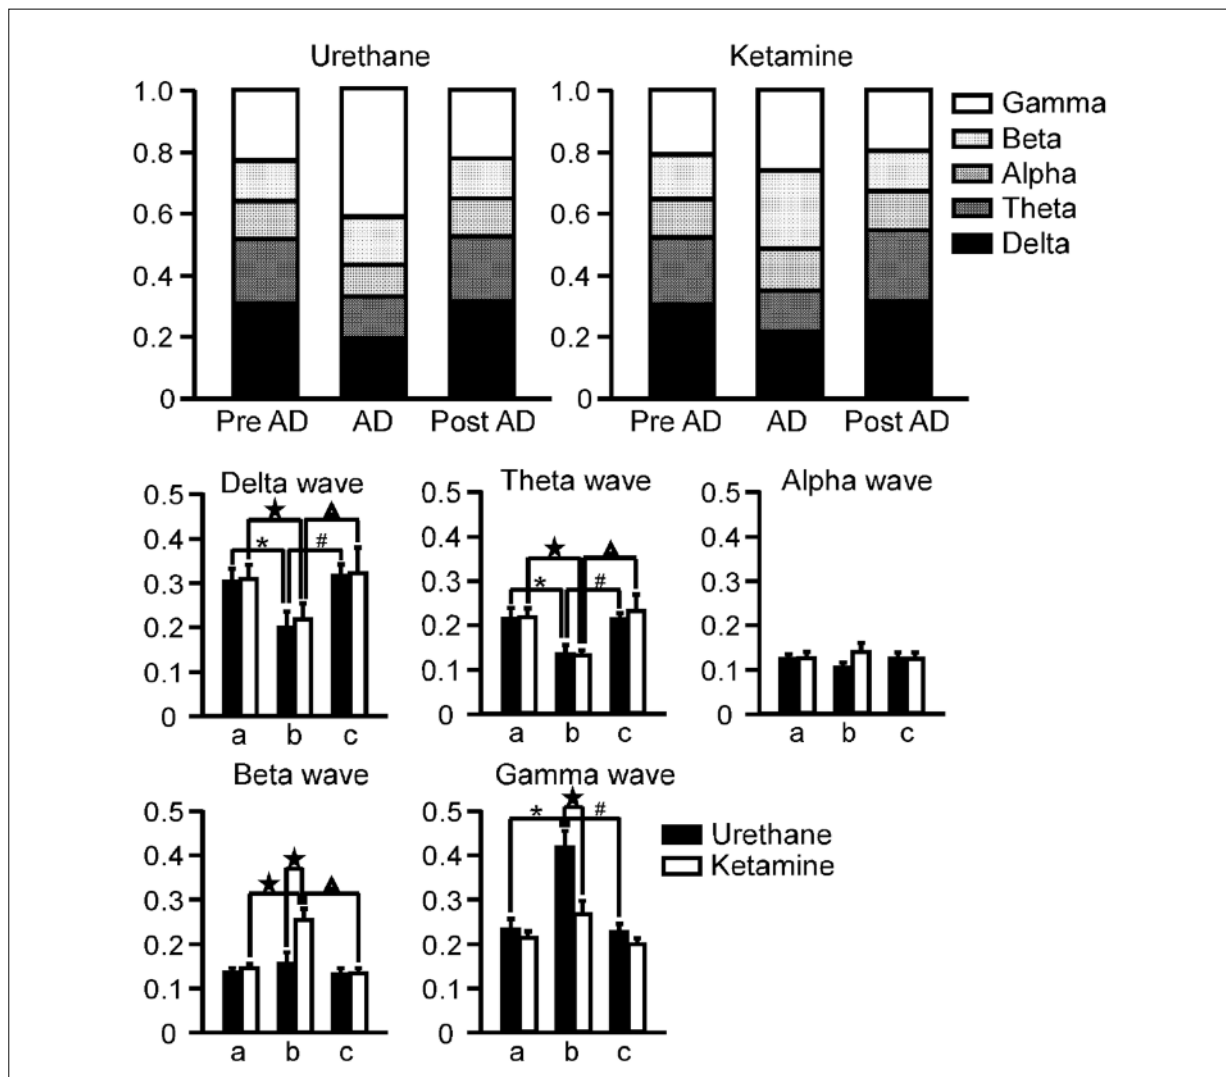 Urethane
Ketamine
1.0
0.8
0.6
0.4
0.2
0
Pre AD AD Post AD
1.0
0.8
0.6
0.4
0.2
0
Pre AD AD Post AD
Gamma
Beta
Alpha
Theta
Delta
Delta wave
0.5
0.4
0.3
0.2
0.1
0
* #
a b c
Theta wave
0.5
0.4
0.3
0.2
0.1
0
* #
a b c
Alpha wave
0.5
0.4
0.3
0.2
0.1
0
a b c
Beta wave
0.5
0.4
0.3
0.2
0.1
0
a b c
Gamma wave
0.5
0.4
0.3
0.2
0.1
0
* #
a b c
Urethane
Ketamine